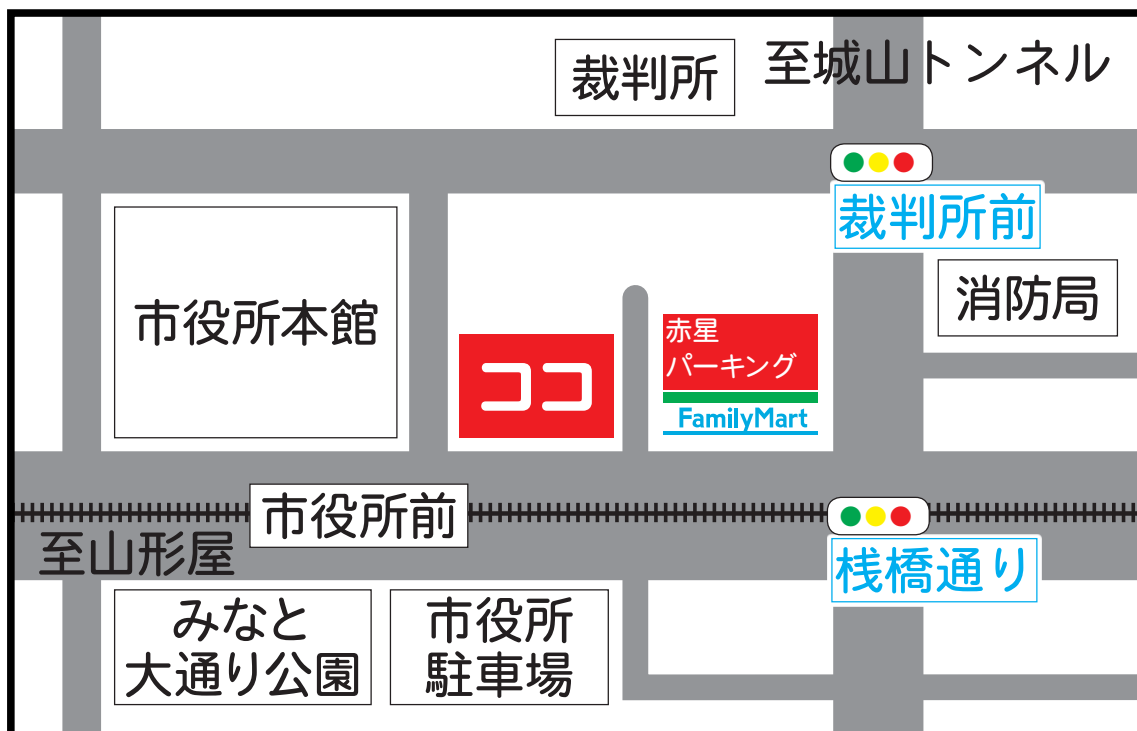 裁判所
至城山トンネル
裁判所前
消防局
市役所本館
ココ
赤星
パーキング
FamilyMart
市役所前
至山形屋
桟橋通り
みなと
大通り公園
市役所
駐車場